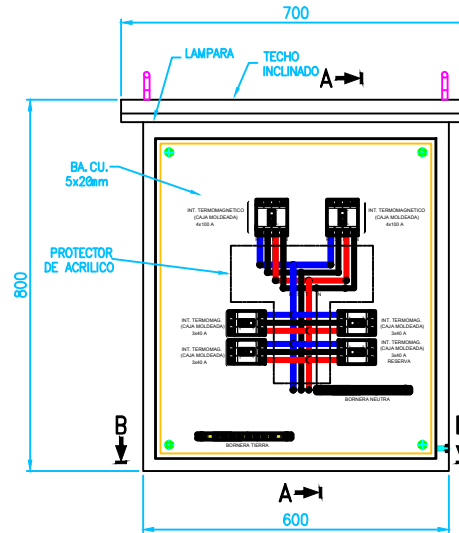 700
LAMPARA
TECHO
INCLINADO
A
BA. CU.
5x20mm
INT. TERMOMAGNETICO
(CAJA MOLDEADA)
4x100 A
INT. TERMOMAGNETICO
(CAJA MOLDEADA)
4x100 A
PROTECTOR
DE ACRILICO
800
INT. TERMOMAG.
(CAJA MOLDEADA)
3x40 A
INT. TERMOMAG.
(CAJA MOLDEADA)
3x40 A
INT. TERMOMAG.
(CAJA MOLDEADA)
3x40 A
INT. TERMOMAG.
(CAJA MOLDEADA)
3x40 A
RESERVA
BORNERA NEUTRA
B
BORNERA TIERRA
A
600